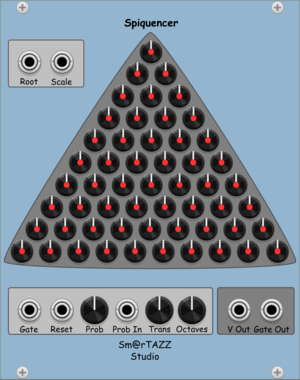 Spiquencer
Root Scale
Gate Reset Prob Prob In Trans Octaves V Out Gate Out
Sm@rTAZZ
Studio